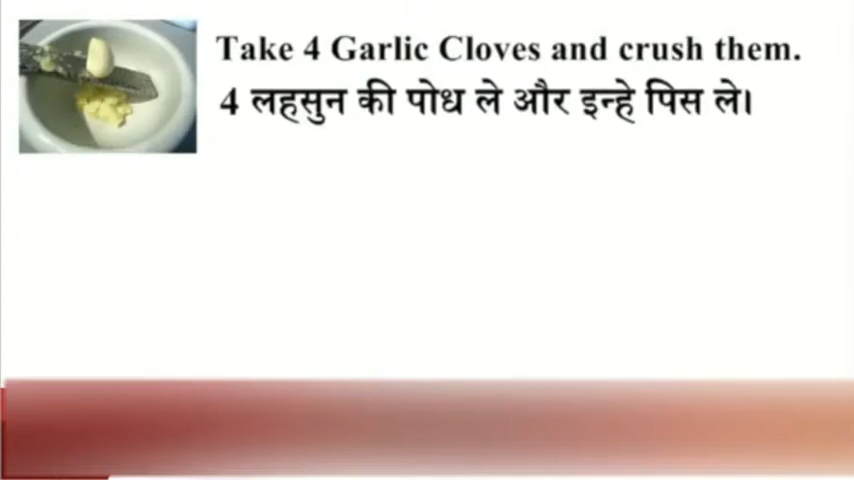 Take 4 Garlic Cloves and crush them.
4 लहसुन की पोध ले और इन्हे पिस ले।